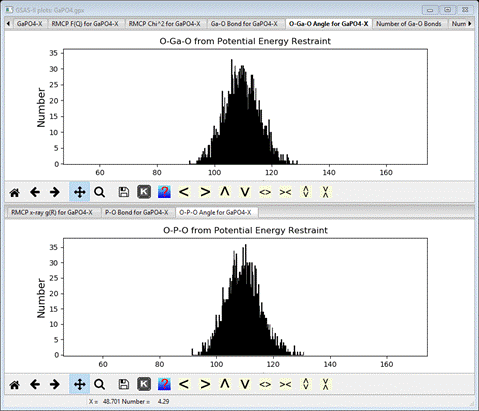 GSAS-II plots: GaPO4.gpx
GaPO4-X RMCP F(Q) for GaPO4-X RMCP Chi^2 for GaPO4-X Ga-O Bond for GaPO4-X O-Ga-O Angle for GaPO4-X Number of Ga-O Bonds Num
O-Ga-O from Potential Energy Restraint
Number
35
30
25
20
15
10
5
0
60 80 100 120 140 160
K ? < > Λ V <> ><
RMCP x-ray g(R) for GaPO4-X P-O Bond for GaPO4-X O-P-O Angle for GaPO4-X
O-P-O from Potential Energy Restraint
Number
35
30
25
20
15
10
5
0
60 80 100 120 140 160
K ? < > Λ V <> ><
X = 48.701 Number = 4.29